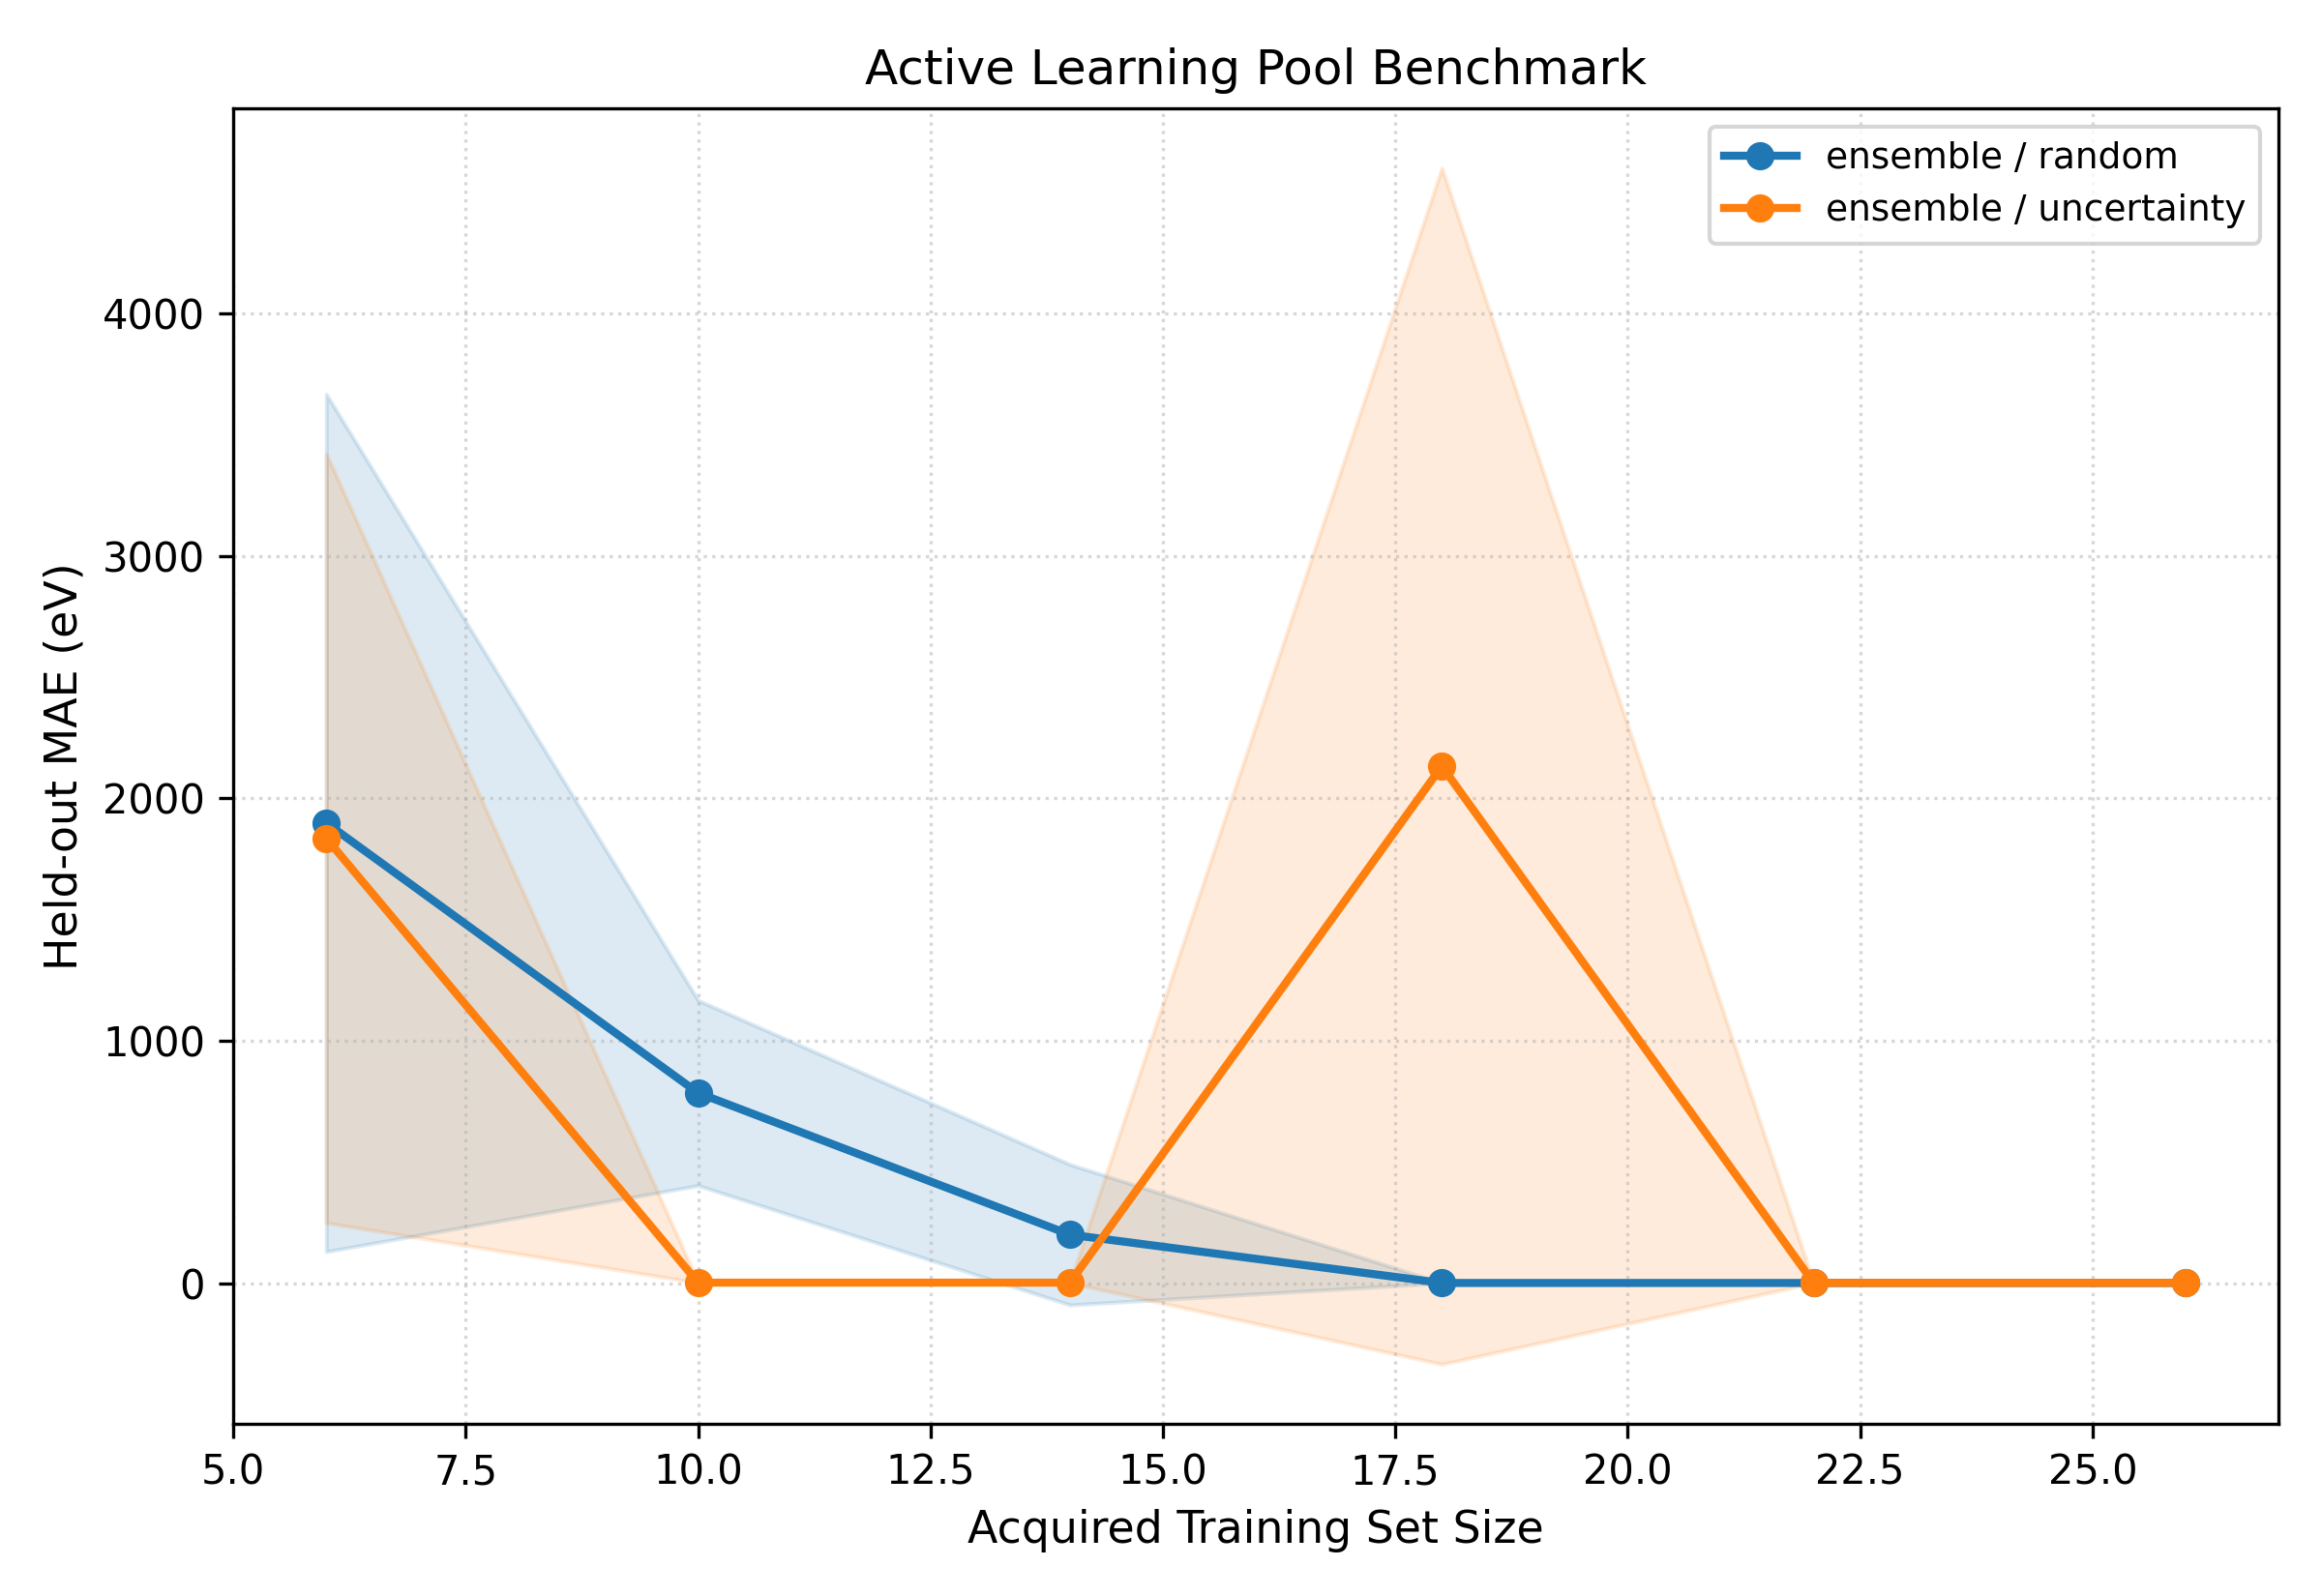 Active Learning Pool Benchmark
ensemble / random
ensemble / uncertainty
4000
3000
2000
1000
0
Held-out MAE (eV)
5.0 7.5 10.0 12.5 15.0 17.5 20.0 22.5 25.0
Acquired Training Set Size